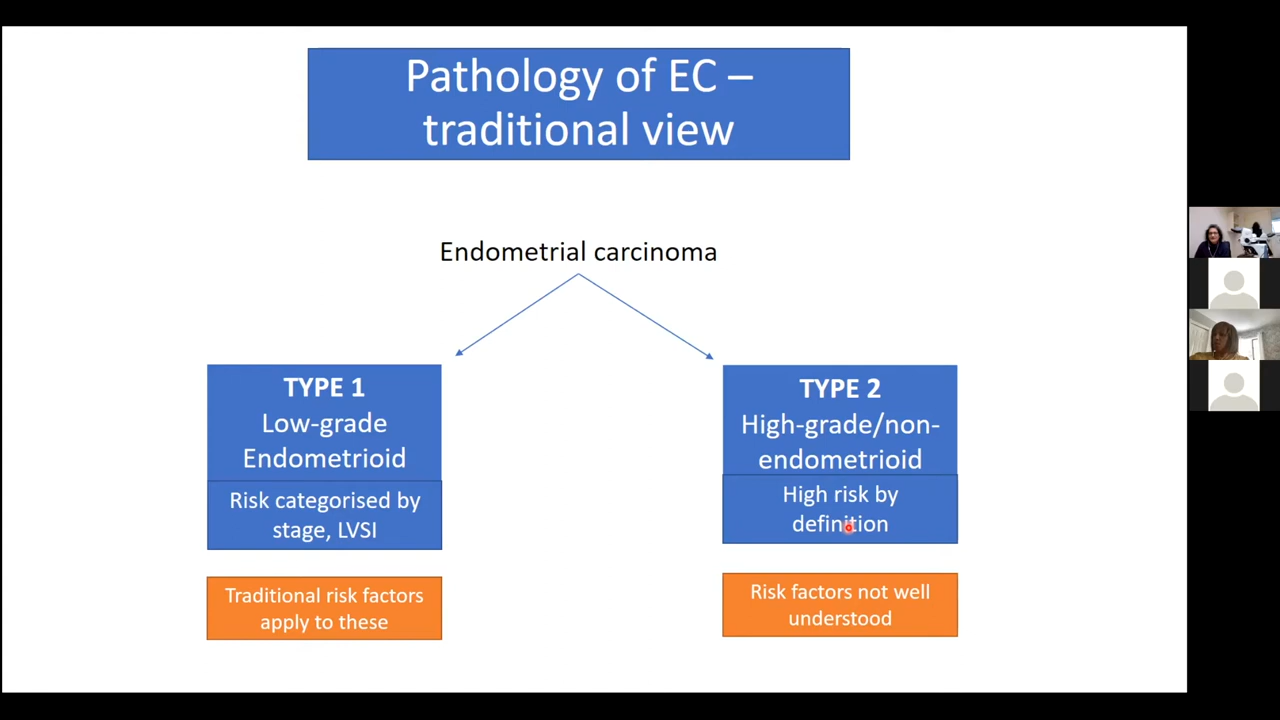 Pathology of EC –
traditional view
Endometrial carcinoma
TYPE 1
Low-grade
Endometrioid
Risk categorised by
stage, LVSI
Traditional risk factors
apply to these
TYPE 2
High-grade/non-
endometrioid
High risk by
definition
Risk factors not well
understood